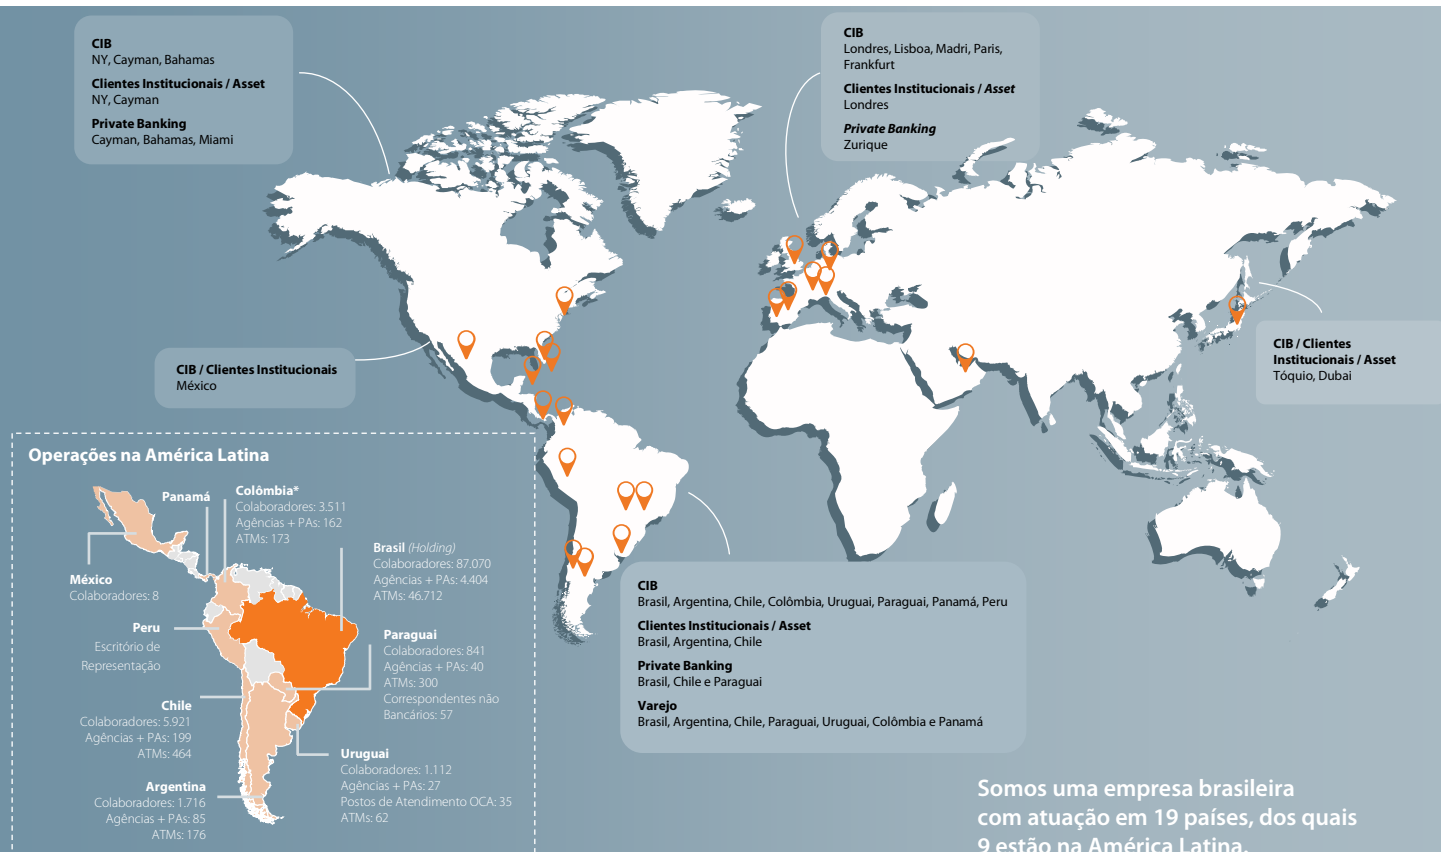 CIB
NY, Cayman, Bahamas
Clientes Institucionais / Asset
NY, Cayman
Private Banking
Cayman, Bahamas, Miami
CIB
Londres, Lisboa, Madri, Paris,
Frankfurt
Clientes Institucionais / Asset
Londres
Private Banking
Zurique
CIB / Clientes Institucionais
México
CIB / Clientes
Institucionais / Asset
Tóquio, Dubai
Operações na América Latina
Panamá
Colômbia*
Colaboradores: 3.511
Agências + PAs: 162
ATMs: 173
Brasil (Holding)
Colaboradores: 87.070
Agências + PAs: 4.404
ATMs: 46.712
México
Colaboradores: 8
Peru
Escritório de
Representação
Paraguai
Colaboradores: 841
Agências + PAs: 40
ATMs: 300
Correspondentes não
Bancários: 57
Chile
Colaboradores: 5.921
Agências + PAs: 199
ATMs: 464
Uruguai
Colaboradores: 1.112
Agências + PAs: 27
Postos de Atendimento OCA: 35
ATMs: 62
Argentina
Colaboradores: 1.716
Agências + PAs: 85
ATMs: 176
CIB
Brasil, Argentina, Chile, Colômbia, Uruguai, Paraguai, Panamá, Peru
Clientes Institucionais / Asset
Brasil, Argentina, Chile
Private Banking
Brasil, Chile e Paraguai
Varejo
Brasil, Argentina, Chile, Paraguai, Uruguai, Colômbia e Panamá
Somos uma empresa brasileira
com atuação em 19 países, dos quais
9 estão na América Latina.